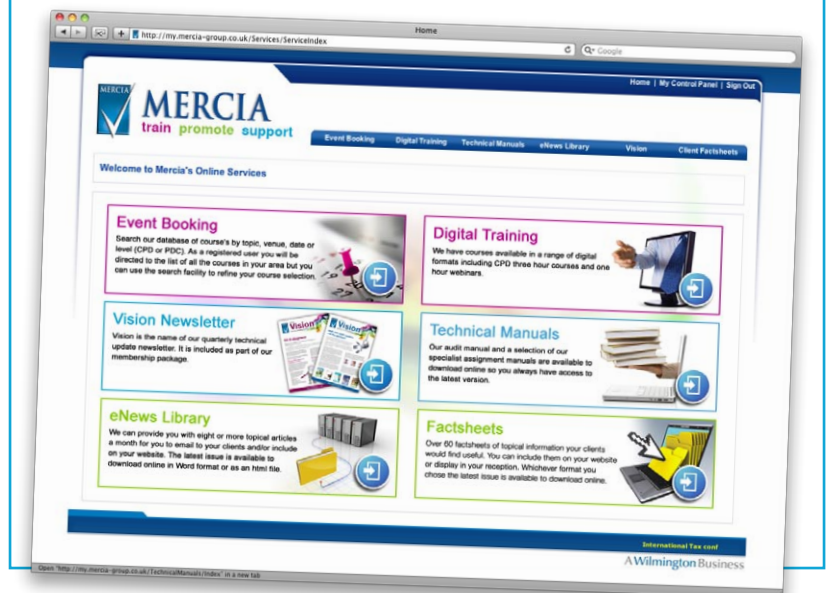 Home
http://my.mercia-group.co.uk/Services/ServiceIndex
Google
Home | My Control Panel | Sign Out
MERCIA
MERCIA
train promote support
Event Booking Digital Training Technical Manuals eNews Library Vision Client Factsheets
Welcome to Mercia's Online Services
Event Booking
Search our database of course's by topic, venue, date or
level (CPD or PDC). As a registered user you will be
directed to the list of all the courses in your area but you
can use the search facility to refine your course selection.
Digital Training
We have courses available in a range of digital
formats including CPD three hour courses and one
hour webinars.
Vision Newsletter
Vision is the name of our quarterly technical
update newsletter. It is included as part of our
membership package.
Vision
Vision
Technical Manuals
Our audit manual and a selection of our
specialist assignment manuals are available to
download online so you always have access to
the latest version.
eNews Library
We can provide you with eight or more topical articles
a month for you to email to your clients and/or include
on your website. The latest issue is available to
download online in Word format or as an html file.
Factsheets
Over 60 factsheets of topical information your clients
would find useful. You can include them on your website
or display in your reception. Whichever format you
chose the latest issue is available to download online.
International Tax conf
A Wilmington Business
Open "http://my.mercia-group.co.uk/TechnicalManuals/Index" in a new tab